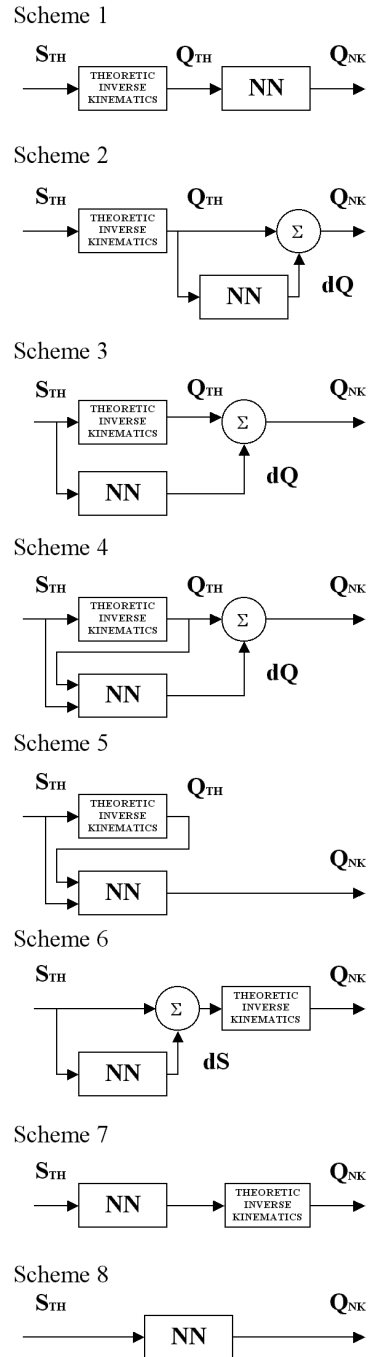 Scheme 1
STH QTH QNK
THEORETIC
INVERSE
KINEMATICS
NN
Scheme 2
STH QTH QNK
THEORETIC
INVERSE
KINEMATICS
Σ
NN
dQ
Scheme 3
STH QTH QNK
THEORETIC
INVERSE
KINEMATICS
Σ
NN
dQ
Scheme 4
STH QTH QNK
THEORETIC
INVERSE
KINEMATICS
Σ
NN
dQ
Scheme 5
STH QTH
THEORETIC
INVERSE
KINEMATICS
QNK
NN
Scheme 6
STH QNK
Σ
THEORETIC
INVERSE
KINEMATICS
NN
dS
Scheme 7
STH QNK
NN
THEORETIC
INVERSE
KINEMATICS
Scheme 8
STH QNK
NN